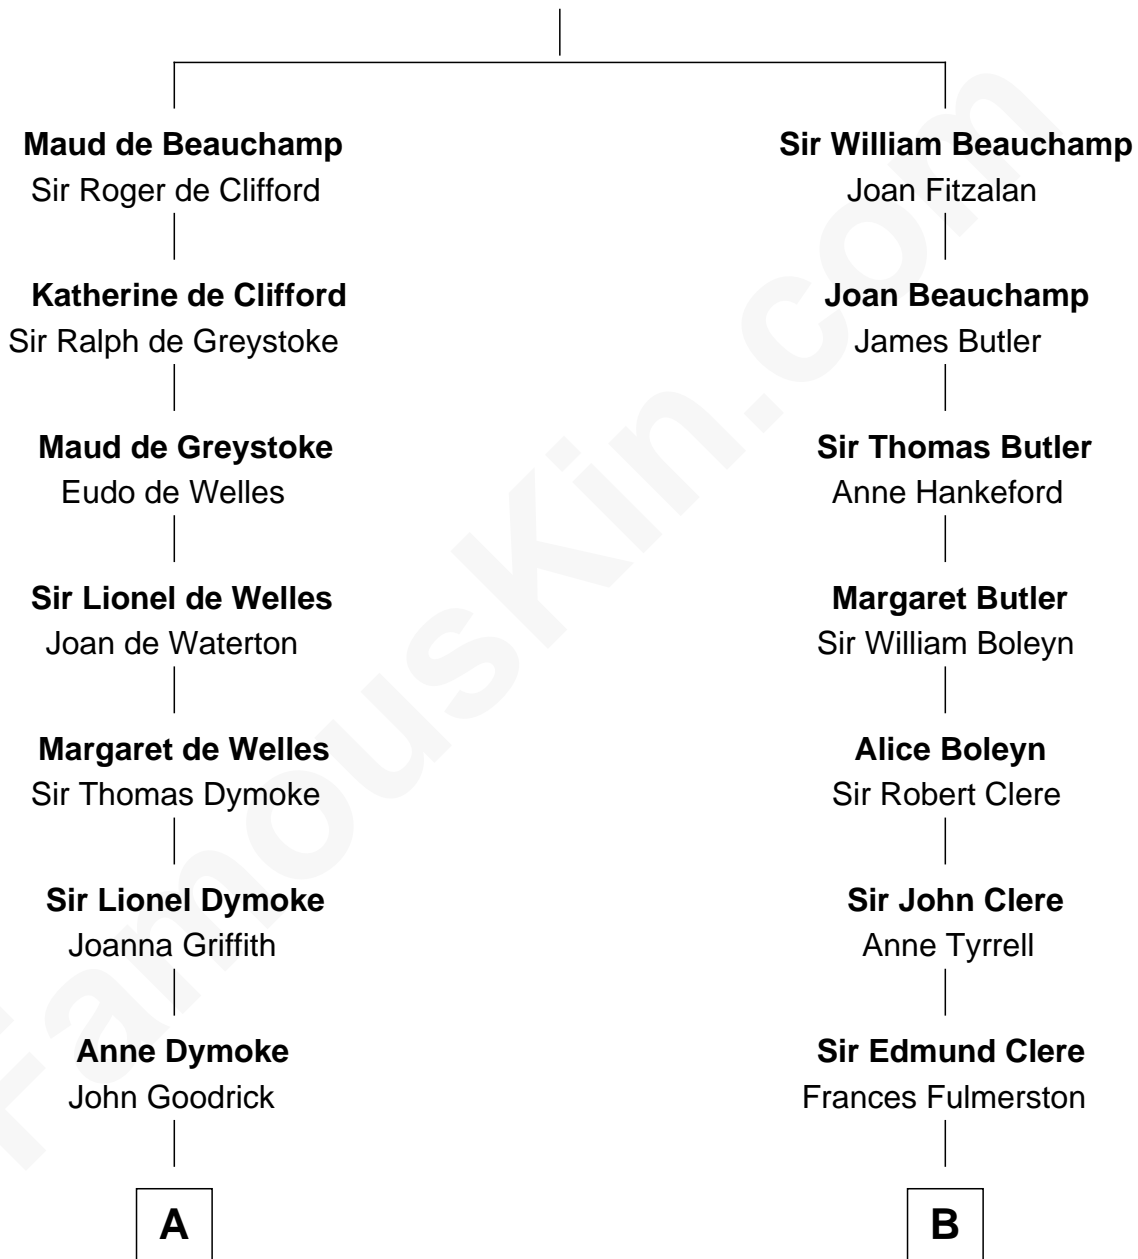 Maud de Beauchamp
Sir Roger de Clifford
Katherine de Clifford
Sir Ralph de Greystoke
Maud de Greystoke
Eudo de Welles
Sir Lionel de Welles
Joan de Waterton
Margaret de Welles
Sir Thomas Dymoke
Sir Lionel Dymoke
Joanna Griffith
Anne Dymoke
John Goodrick
A
Sir William Beauchamp
Joan Fitzalan
Joan Beauchamp
James Butler
Sir Thomas Butler
Anne Hankeford
Margaret Butler
Sir William Boleyn
Alice Boleyn
Sir Robert Clere
Sir John Clere
Anne Tyrrell
Sir Edmund Clere
Frances Fulmerston
B
FamousKin.com